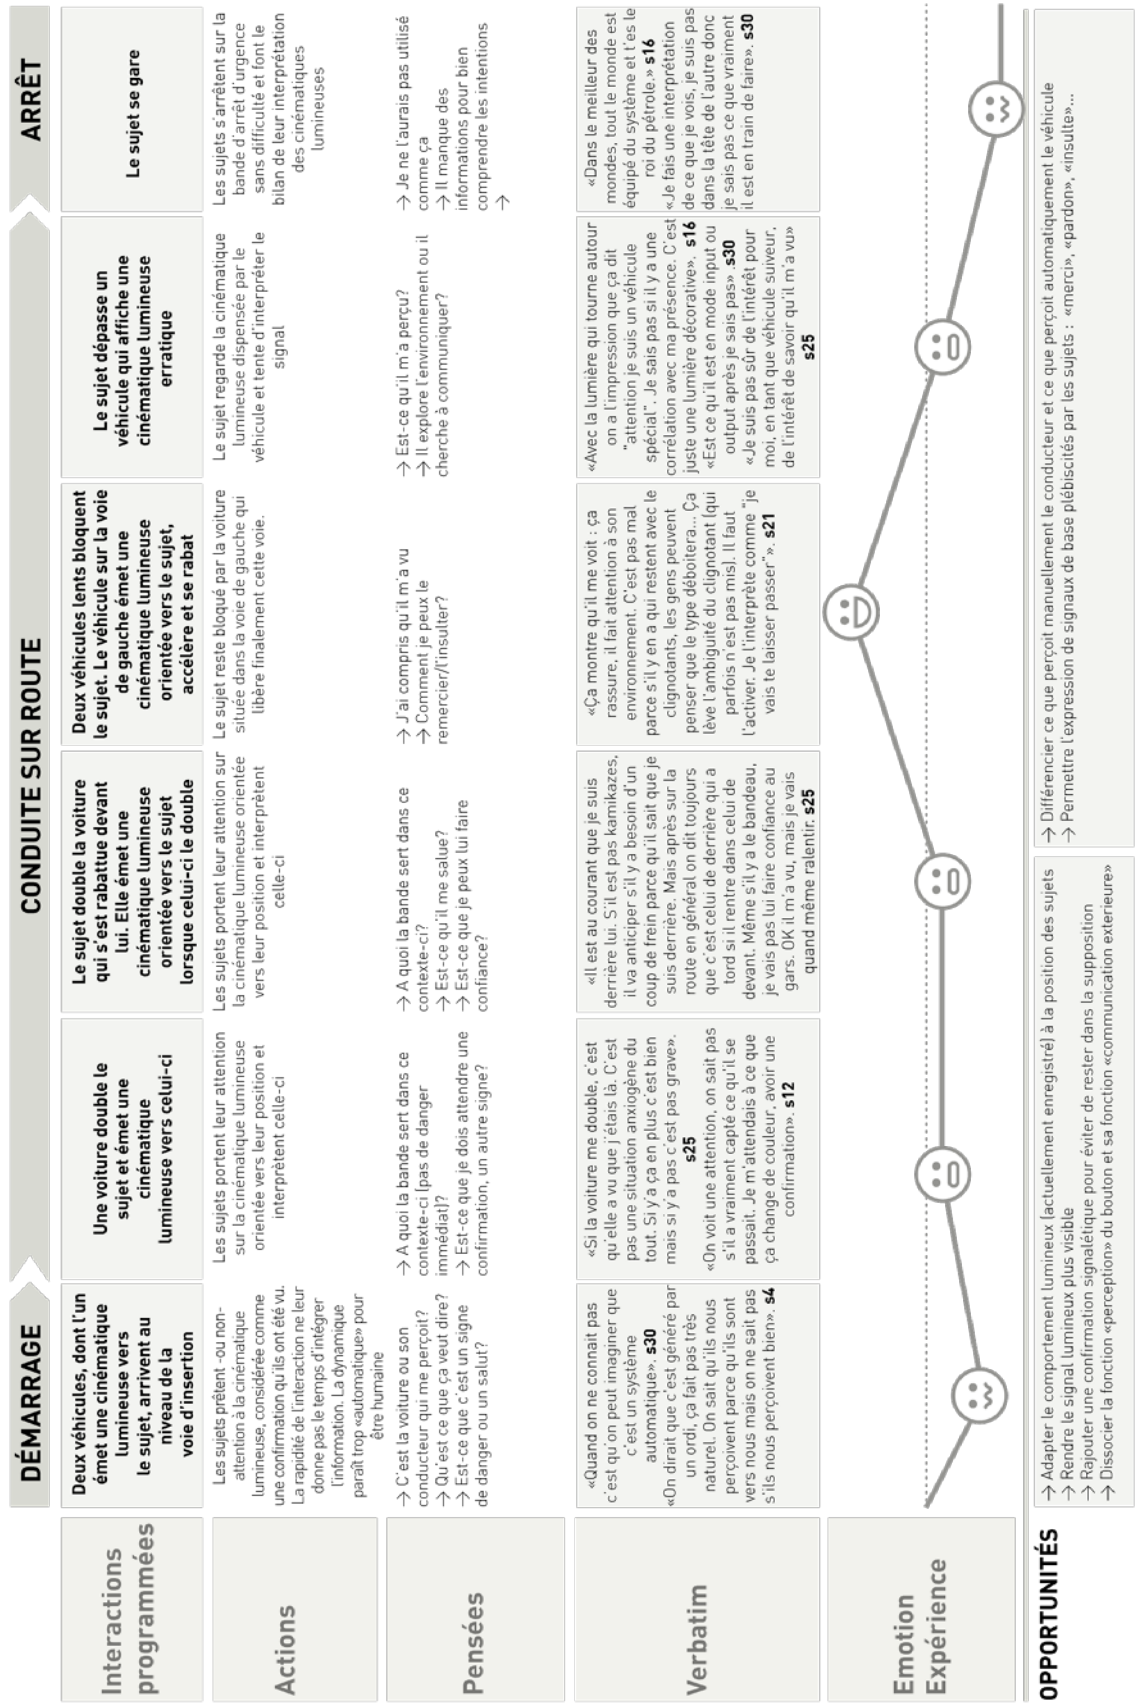 DÉMARRAGE
CONDUITE SUR ROUTE
ARRÊT
Interactions
programmées
Deux véhicules, dont l'un
émet une cinématique
lumineuse vers
le sujet, arrivent au
niveau de la
voie d'insertion
Une voiture double le
sujet et émet une
cinématique
lumineuse vers celui-ci
Le sujet double la voiture
qui s'est rabattue devant
lui. Elle émet une
cinématique lumineuse
orientée vers le sujet
lorsque celui-ci le double
Deux véhicules lents bloquent
le sujet. Le véhicule sur la voie
de gauche émet une
cinématique lumineuse
orientée vers le sujet,
accélère et se rabat
Le sujet dépasse un
véhicule qui affiche une
cinématique lumineuse
erratique
Le sujet se gare
Actions
Les sujets prêtent -ou non-
attention à la cinématique
lumineuse, considérée comme
une confirmation qu'ils ont été vu.
La rapidité de l'interaction ne leur
donne pas le temps d'intégrer
l'information. La dynamique
paraît trop «automatique» pour
être humaine
Les sujets portent leur attention
sur la cinématique lumineuse
orientée vers leur position et
interprètent celle-ci
Les sujets portent leur attention sur
la cinématique lumineuse orientée
vers leur position et interprètent
celle-ci
Le sujet reste bloqué par la voiture
située dans la voie de gauche qui
libère finalement cette voie.
Le sujet regarde la cinématique
lumineuse dispensée par le
véhicule et tente d'interpréter le
signal
Les sujets s'arrêtent sur la
bande d'arrêt d'urgence
sans difficulté et font le
bilan de leur interprétation
des cinématiques
lumineuses
Pensées
→ C'est la voiture ou son
conducteur qui me perçoit?
→ Qu'est ce que ça veut dire?
→ Est-ce que c'est un signe
de danger ou un salut?
→ A quoi la bande sert dans ce
contexte-ci (pas de danger
immédiat)?
→ Est-ce que je dois attendre une
confirmation, un autre signe?
→ A quoi la bande sert dans ce
contexte-ci?
→ Est-ce qu'il me salue?
→ Est-ce que je peux lui faire
confiance?
→ J'ai compris qu'il m'a vu
→ Comment je peux le
remercier/l'insulter?
→ Est-ce qu'il m'a perçu?
→ Il explore l'environnement ou il
cherche à communiquer?
→ Je ne l'aurais pas utilisé
comme ça
→ Il manque des
informations pour bien
comprendre les intentions
→
Verbatim
«Quand on ne connait pas
c'est qu'on peut imaginer que
c'est un système
automatique». s30
«On dirait que c'est généré par
un ordi, ça fait pas très
naturel. On sait qu'ils nous
perçoivent parce qu'ils sont
vers nous mais on ne sait pas
s'ils nous perçoivent bien». s4
«Si la voiture me double, c'est
qu'elle a vu que j'étais là. C'est
pas une situation anxiogène du
tout. Si y'a ça en plus c'est bien
mais si y'a pas c'est pas grave».
s25
«On voit une attention, on sait pas
s'il a vraiment capté ce qu'il se
passait. Je m'attendais à ce que
ça change de couleur, avoir une
confirmation». s12
«Il est au courant que je suis
derrière lui. S'il est pas kamikazes,
il va anticiper s'il y a besoin d'un
coup de frein parce qu'il sait que je
suis derrière. Mais après sur la
route en général on dit toujours
que c'est celui de derrière qui a
tord si il rentre dans celui de
devant. Même s'il y a le bandeau,
je vais pas lui faire confiance au
gars. OK il m'a vu, mais je vais
quand même ralentir. s25
«Ça montre qu'il me voit : ça
rassure, il fait attention à son
environnement. C'est pas mal
parce s'il y en a qui restent avec le
clignotants, les gens peuvent
penser que le type déboitera... Ça
lève l'ambiguité du clignotant (qui
parfois n'est pas mis). Il faut
l'activer. Je l'interprète comme "je
vais te laisser passer"». s21
«Avec la lumière qui tourne autour
on a l'impression que ça dit
"attention je suis un véhicule
spécial". Je sais pas si il y a une
corrélation avec ma présence. C'est
juste une lumière décorative», s16
«Est ce qu'il est en mode input ou
output après je sais pas» .s30
«Je suis pas sûr de l'intérêt pour
moi, en tant que véhicule suiveur,
de l'intérêt de savoir qu'il m'a vu»
s25
«Dans le meilleur des
mondes, tout le monde est
équipé du système et t'es le
roi du pétrole.» s16
«Je fais une interprétation
de ce que je vois, je suis pas
dans la tête de l'autre donc
je sais pas ce que vraiment
il est en train de faire». s30
Emotion
Expérience
OPPORTUNITÉS
→ Adapter le comportement lumineux (actuellement enregistré) à la position des sujets
→ Rendre le signal lumineux plus visible
→ Rajouter une confirmation signalétique pour éviter de rester dans la supposition
→ Dissocier la fonction «perception» du bouton et sa fonction «communication exterieure»
→ Différencier ce que perçoit manuellement le conducteur et ce que perçoit automatiquement le véhicule
→ Permettre l'expression de signaux de base plébiscités par les sujets : «merci», «pardon», «insulte»...